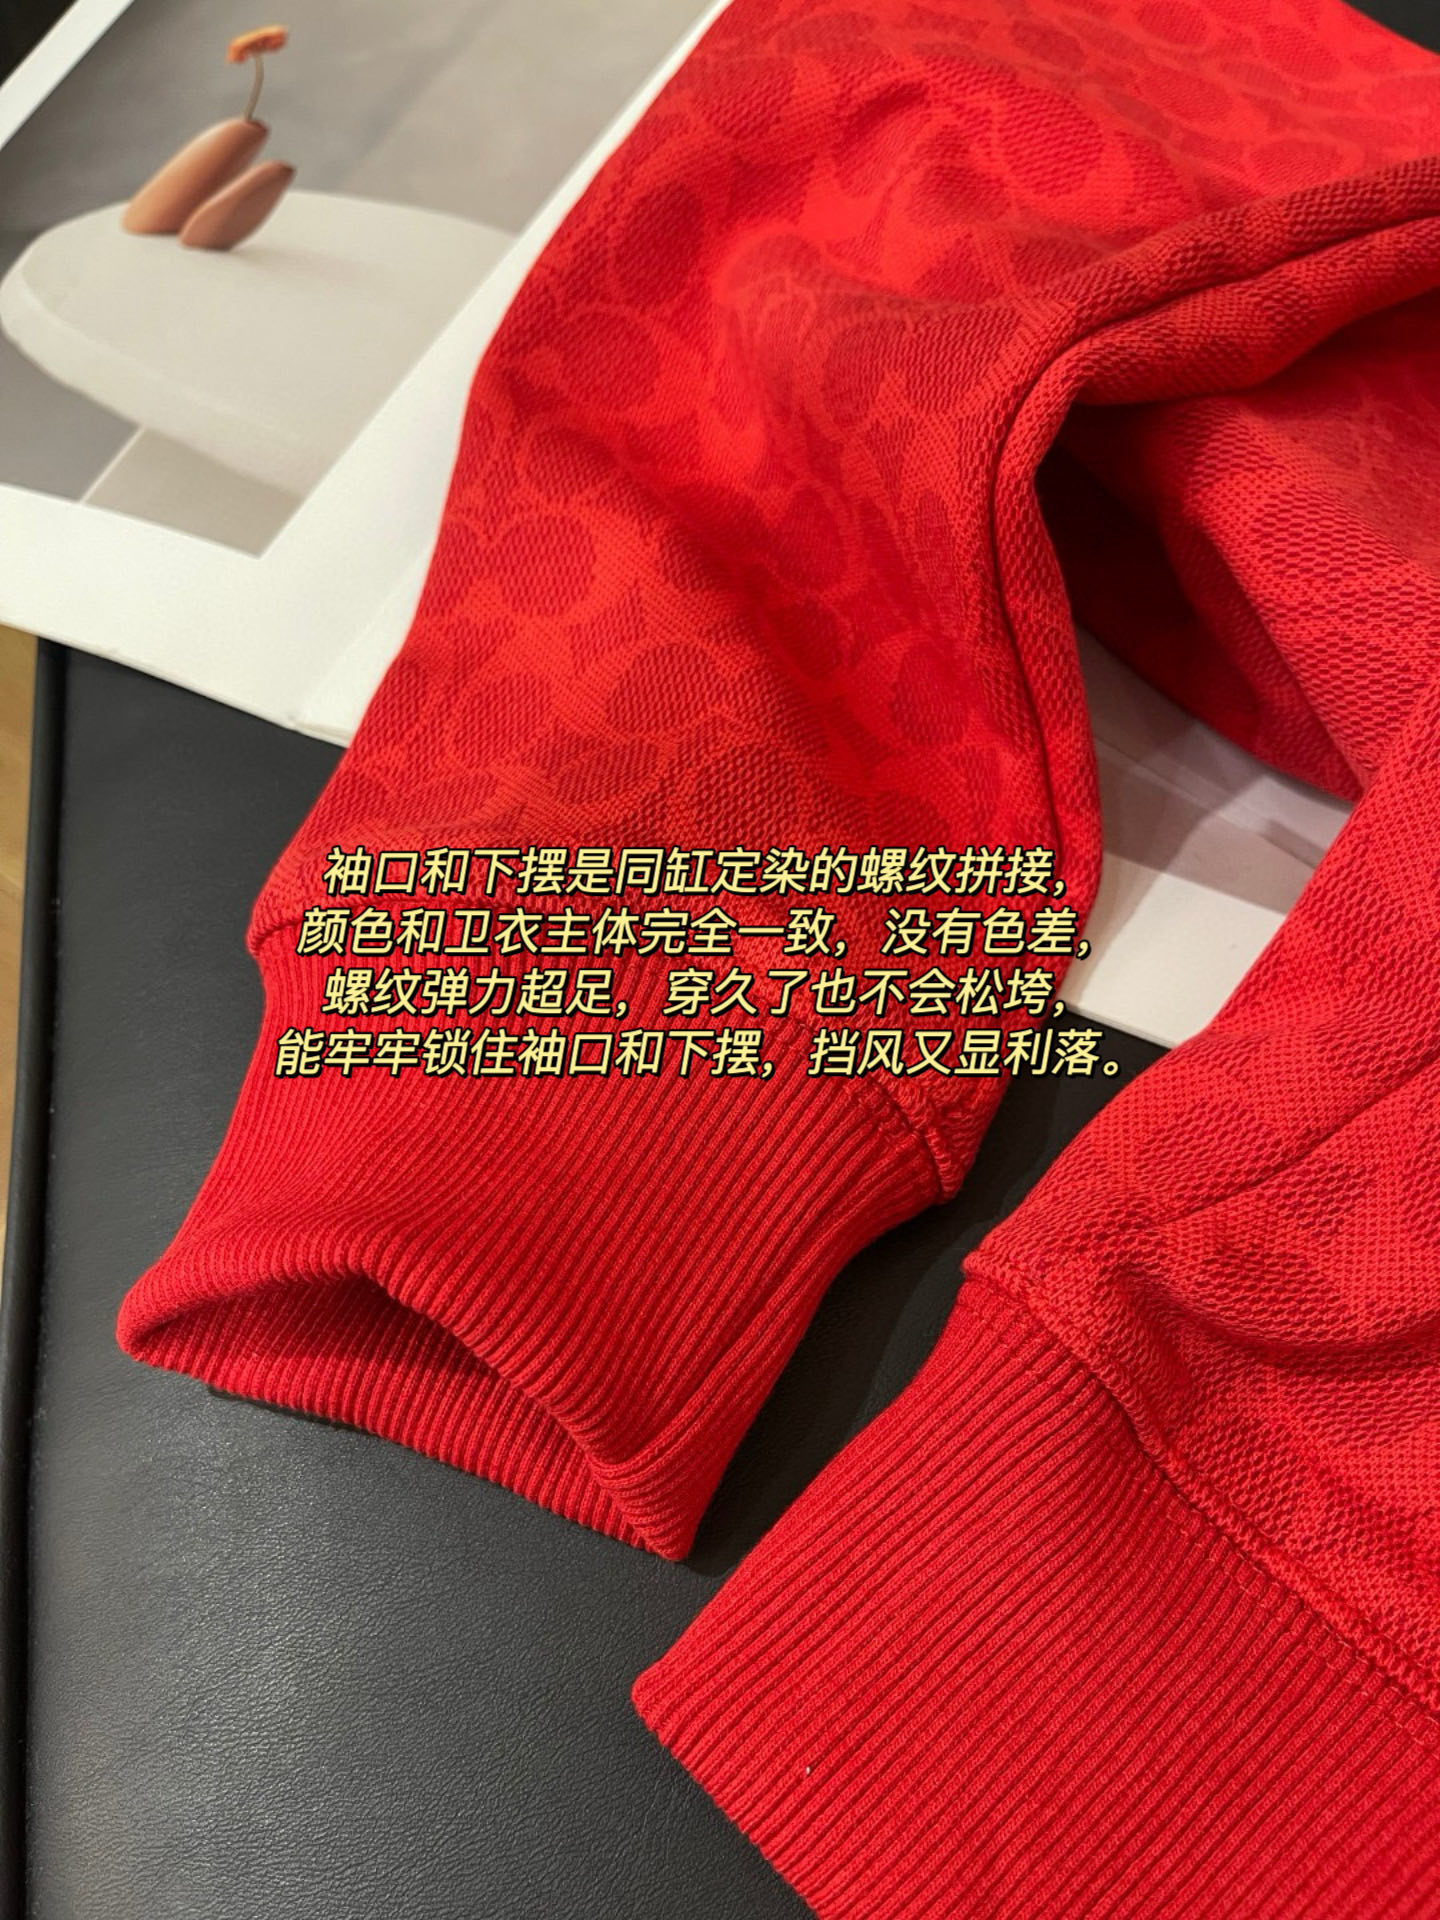 袖口和下摆是同缸定染的螺纹拼接，
颜色和卫衣主体完全一致，没有色差，
螺纹弹力超足，穿久了也不会松垮，
能牢牢锁住袖口和下摆，挡风又显利落。